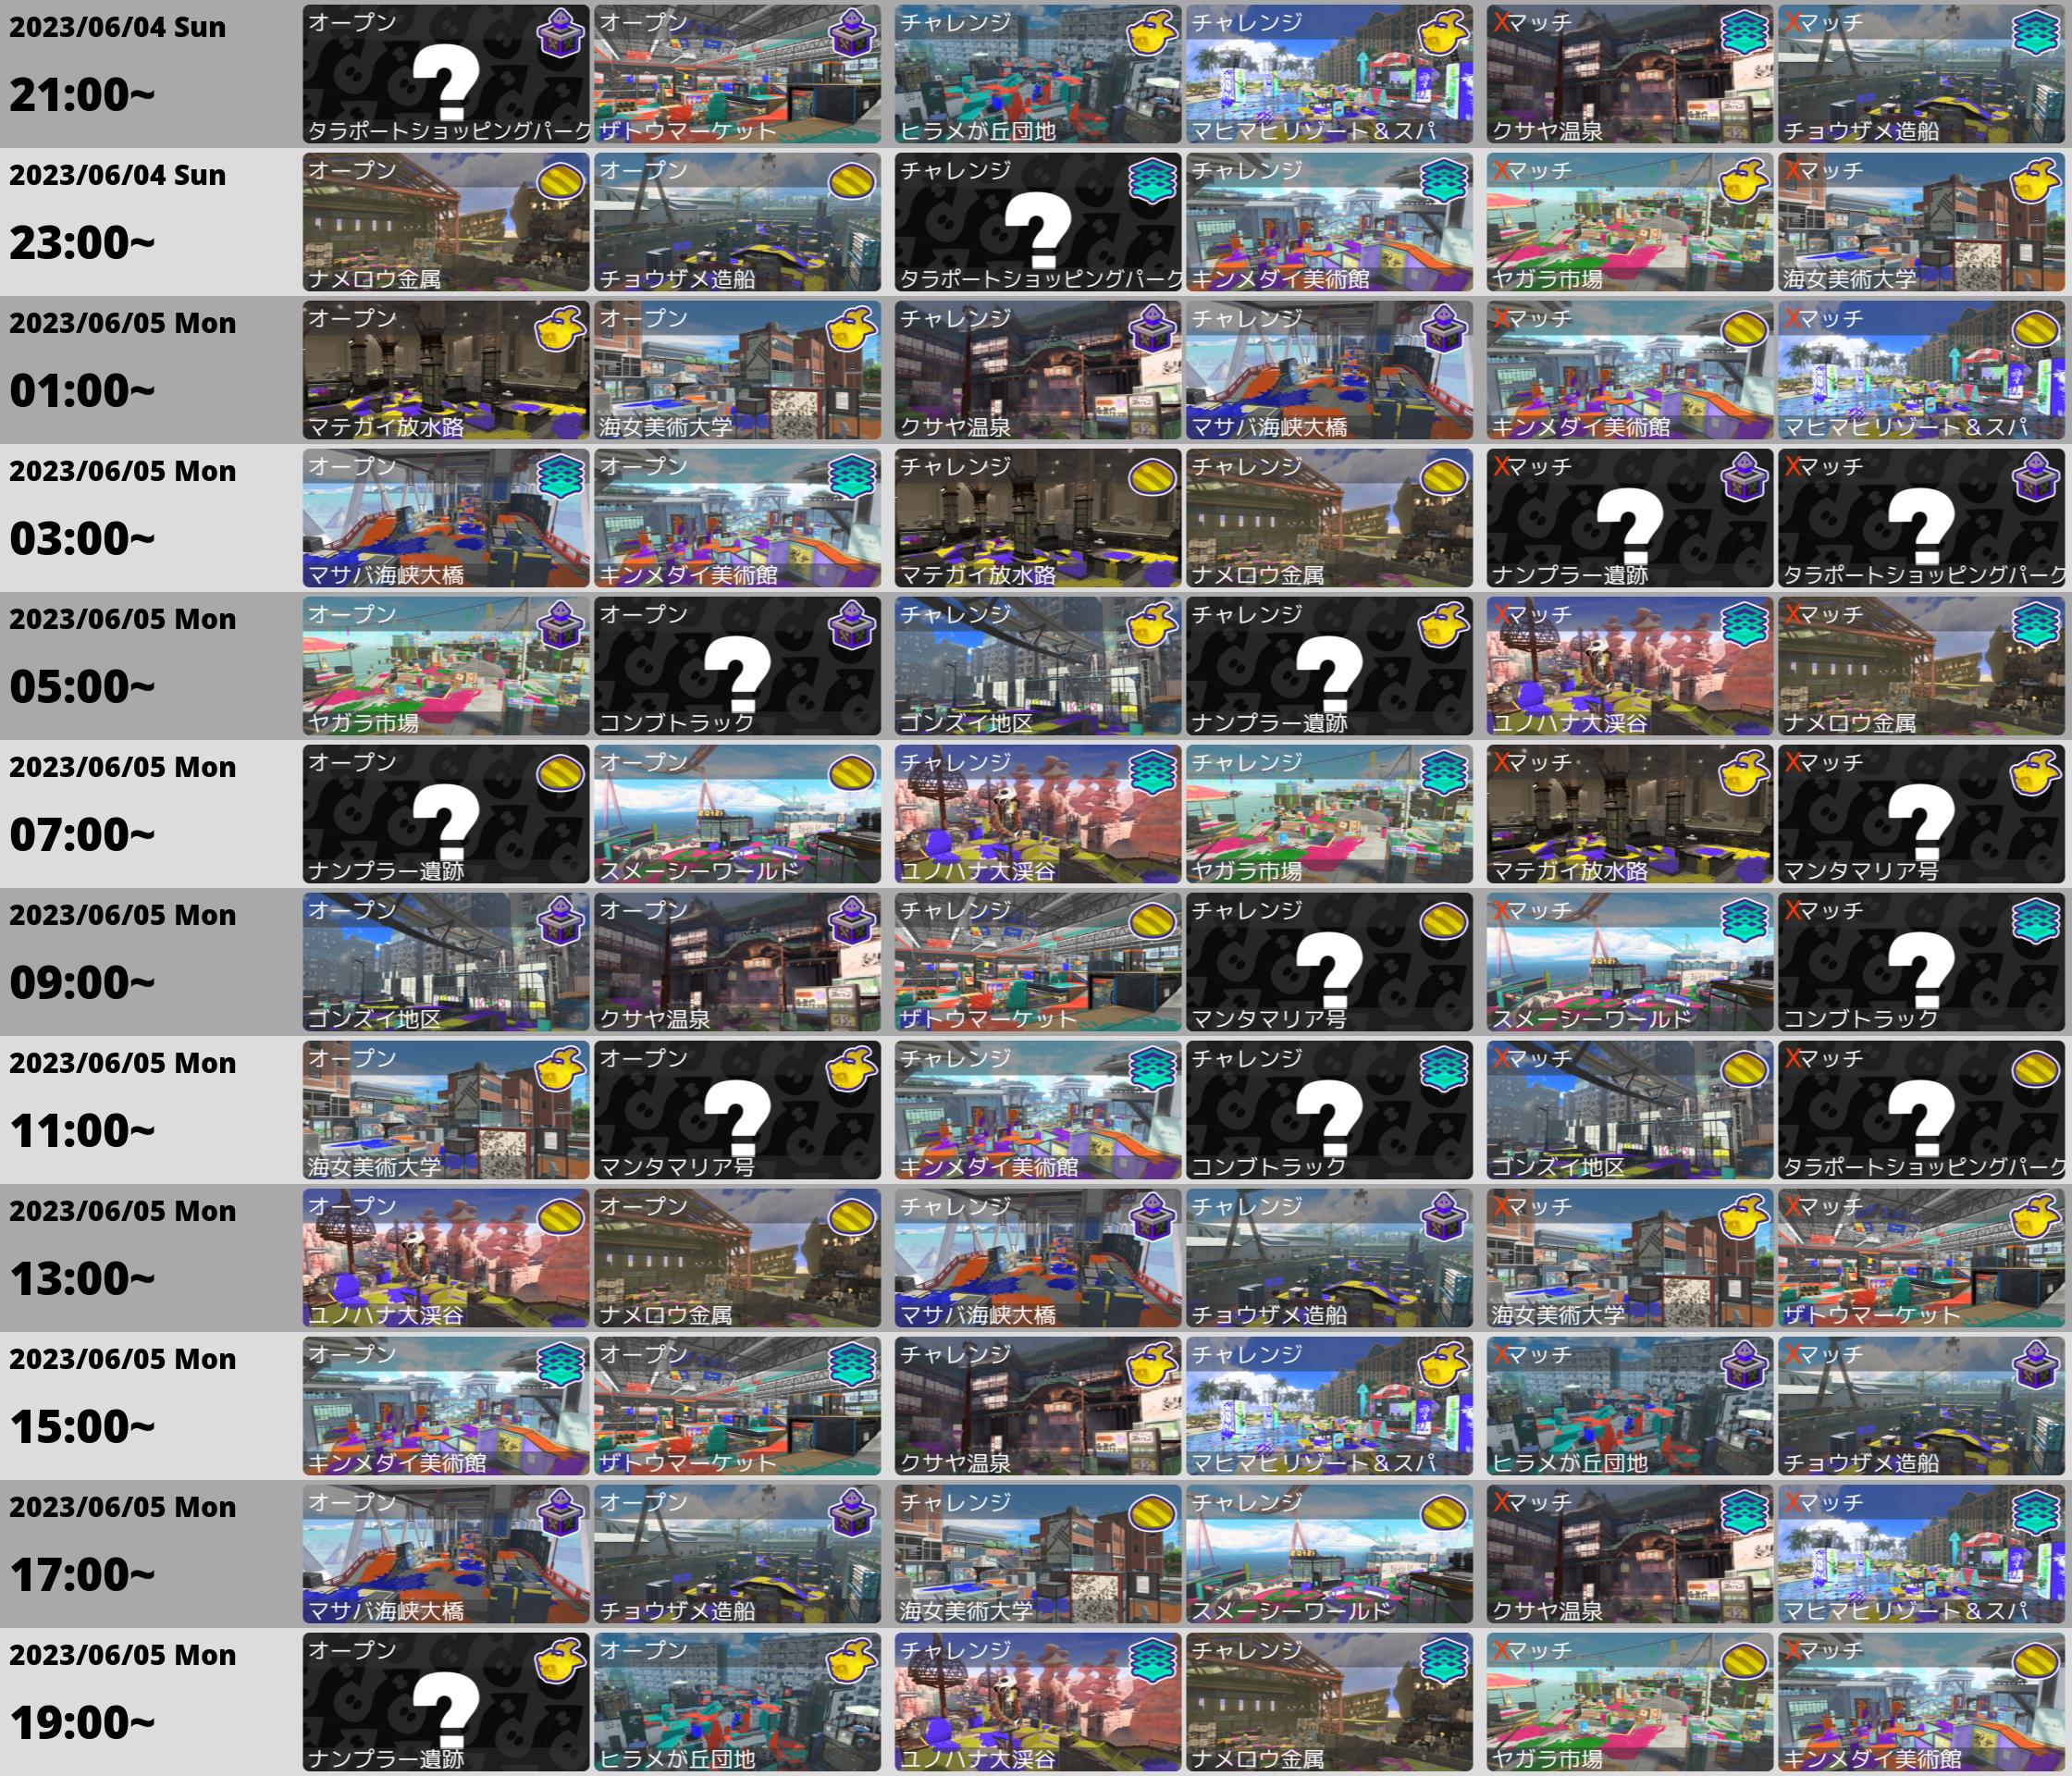 2023/06/04 Sun
21:00~
オープン
タラポートショッピングパーク
オープン
ザトウマーケット
チャレンジ
ヒラメが丘団地
チャレンジ
マヒマヒリゾート&スパ
Xマッチ
クサヤ温泉
Xマッチ
チョウザメ造船
2023/06/04 Sun
23:00~
オープン
ナメロウ金属
オープン
チョウザメ造船
チャレンジ
タラポートショッピングパーク
チャレンジ
キンメダイ美術館
Xマッチ
ヤガラ市場
Xマッチ
海女美術大学
2023/06/05 Mon
01:00~
オープン
マテガイ放水路
オープン
海女美術大学
チャレンジ
クサヤ温泉
チャレンジ
マサバ海峡大橋
Xマッチ
キンメダイ美術館
Xマッチ
マヒマヒリゾート&スパ
2023/06/05 Mon
03:00~
オープン
マサバ海峡大橋
オープン
キンメダイ美術館
チャレンジ
マテガイ放水路
チャレンジ
ナメロウ金属
Xマッチ
ナンプラー遺跡
Xマッチ
タラポートショッピングパーク
2023/06/05 Mon
05:00~
オープン
ヤガラ市場
オープン
コンブトラック
チャレンジ
ゴンズイ地区
チャレンジ
ナンプラー遺跡
Xマッチ
ユノハナ大渓谷
Xマッチ
ナメロウ金属
2023/06/05 Mon
07:00~
オープン
ナンプラー遺跡
オープン
スメーシーワールド
チャレンジ
ユノハナ大渓谷
チャレンジ
ヤガラ市場
Xマッチ
マテガイ放水路
Xマッチ
マンタマリア号
2023/06/05 Mon
09:00~
オープン
ゴンズイ地区
オープン
クサヤ温泉
チャレンジ
ザトウマーケット
チャレンジ
マンタマリア号
Xマッチ
スメーシーワールド
Xマッチ
コンブトラック
2023/06/05 Mon
11:00~
オープン
海女美術大学
オープン
マンタマリア号
チャレンジ
キンメダイ美術館
チャレンジ
コンブトラック
Xマッチ
ゴンズイ地区
Xマッチ
タラポートショッピングパーク
2023/06/05 Mon
13:00~
オープン
ユノハナ大渓谷
オープン
ナメロウ金属
チャレンジ
マサバ海峡大橋
チャレンジ
チョウザメ造船
Xマッチ
海女美術大学
Xマッチ
ザトウマーケット
2023/06/05 Mon
15:00~
オープン
キンメダイ美術館
オープン
ザトウマーケット
チャレンジ
クサヤ温泉
チャレンジ
マヒマヒリゾート&スパ
Xマッチ
ヒラメが丘団地
Xマッチ
チョウザメ造船
2023/06/05 Mon
17:00~
オープン
マサバ海峡大橋
オープン
チョウザメ造船
チャレンジ
海女美術大学
チャレンジ
スメーシーワールド
Xマッチ
クサヤ温泉
Xマッチ
マヒマヒリゾート&スパ
2023/06/05 Mon
19:00~
オープン
ナンプラー遺跡
オープン
ヒラメが丘団地
チャレンジ
ユノハナ大渓谷
チャレンジ
ナメロウ金属
Xマッチ
ヤガラ市場
Xマッチ
キンメダイ美術館